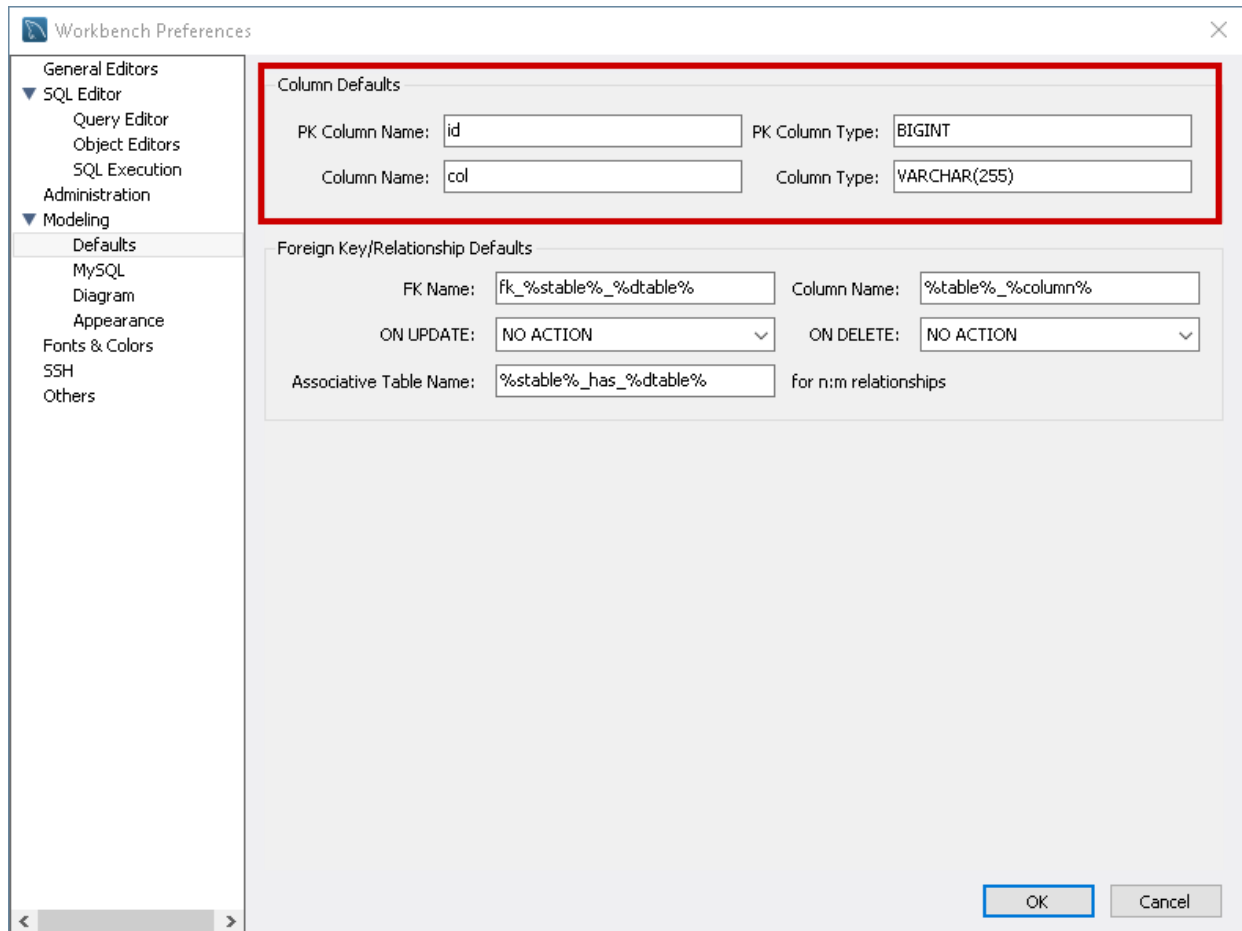 Workbench Preferences
General Editors
SQL Editor
Query Editor
Object Editors
SQL Execution
Administration
Modeling
Defaults
MySQL
Diagram
Appearance
Fonts & Colors
SSH
Others
Column Defaults
PK Column Name: id PK Column Type: BIGINT
Column Name: col Column Type: VARCHAR(255)
Foreign Key/Relationship Defaults
FK Name: fk_%stable%_%dtable% Column Name: %table%_%column%
ON UPDATE: NO ACTION ON DELETE: NO ACTION
Associative Table Name: %stable%_has_%dtable% for n:m relationships
OK Cancel